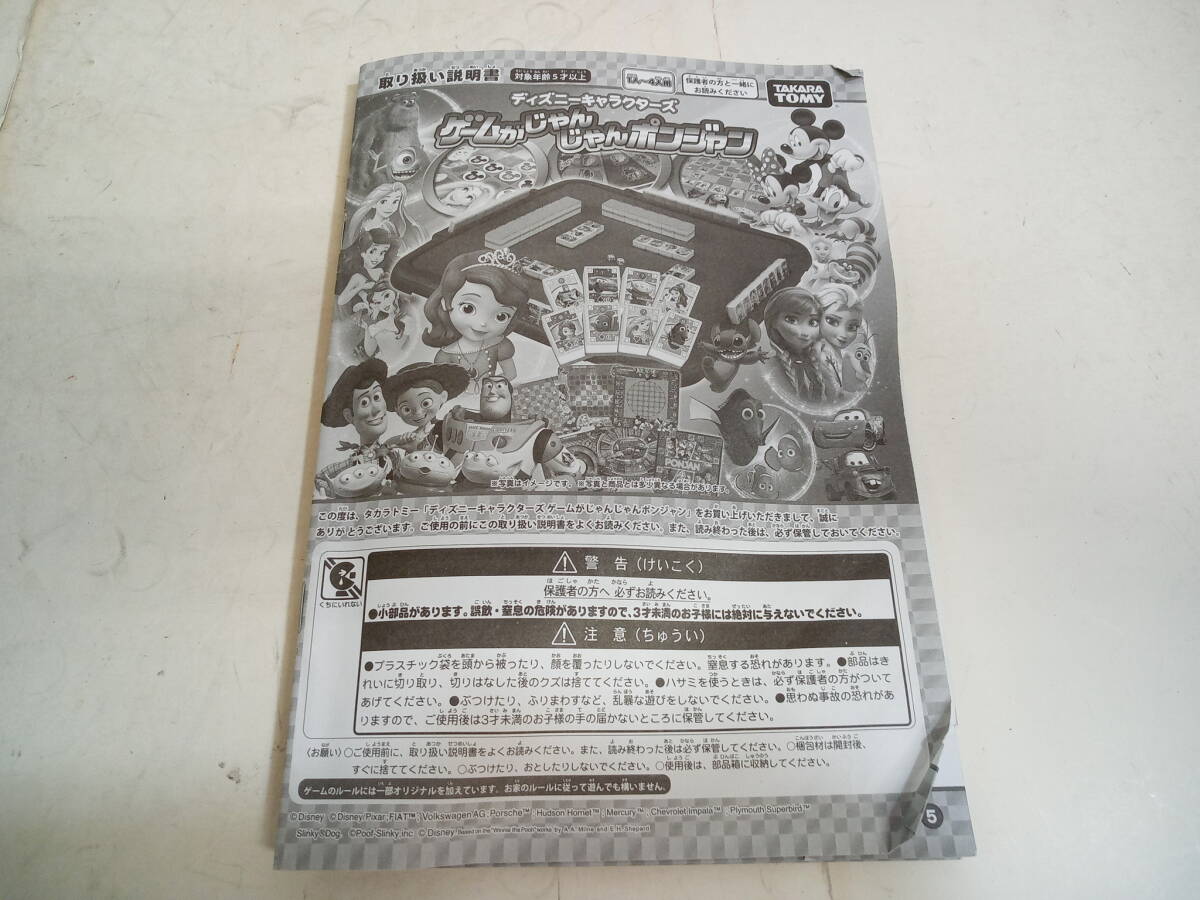 取り扱い説明書
対象年齢5才以上
1人～4人用
保護者の方と一緒に
お読みください
TAKARA
TOMY
ディズニーキャラクターズ
ゲームがじゃんじゃんポンジャン
PONJAN
※写真はイメージです。※写真と商品とは多少異なる場合があります。
この度は、タカラトミー「ディズニーキャラクターズ ゲームがじゃんじゃんポンジャン」をお買い上げいただきまして、誠に
ありがとうございます。ご使用の前にこの取り扱い説明書をよくお読みください。また、読み終わった後は、必ず保管しておいてください。
くちにいれない
警告（けいこく）
保護者の方へ 必ずお読みください。
●小部品があります。誤飲・窒息の危険がありますので、3才未満のお子様には絶対に与えないでください。
注意（ちゅうい）
●プラスチック袋を頭から被ったり、顔を覆ったりしないでください。窒息する恐れがあります。●部品はき
れいに切り取り、切りはなした後のクズは捨ててください。●ハサミを使うときは、必ず保護者の方がついて
あげてください。●ぶつけたり、ふりまわすなど、乱暴な遊びをしないでください。●思わぬ事故の恐れがあ
りますので、ご使用後は3才未満のお子様の手の届かないところに保管してください。
〈お願い〉○ご使用前に、取り扱い説明書をよくお読みください。また、読み終わった後は必ず保管してください。○梱包材は開封後、
すぐに捨ててください。○ぶつけたり、おとしたりしないでください。○使用後は、部品箱に収納してください。
ゲームのルールには一部オリジナルを加えています。お家のルールに従って遊んでも構いません。
©Disney ©Disney/Pixar; FIAT™; Volkswagen AG; Porsche™; Hudson Hornet™; Mercury™; Chevrolet Impala™; Plymouth Superbird™
Slinky®Dog. ©Poof-Slinky, inc. © Disney. Based on the "Winnie the Pooh" works by A.A. Milne and E.H. Shepard
5